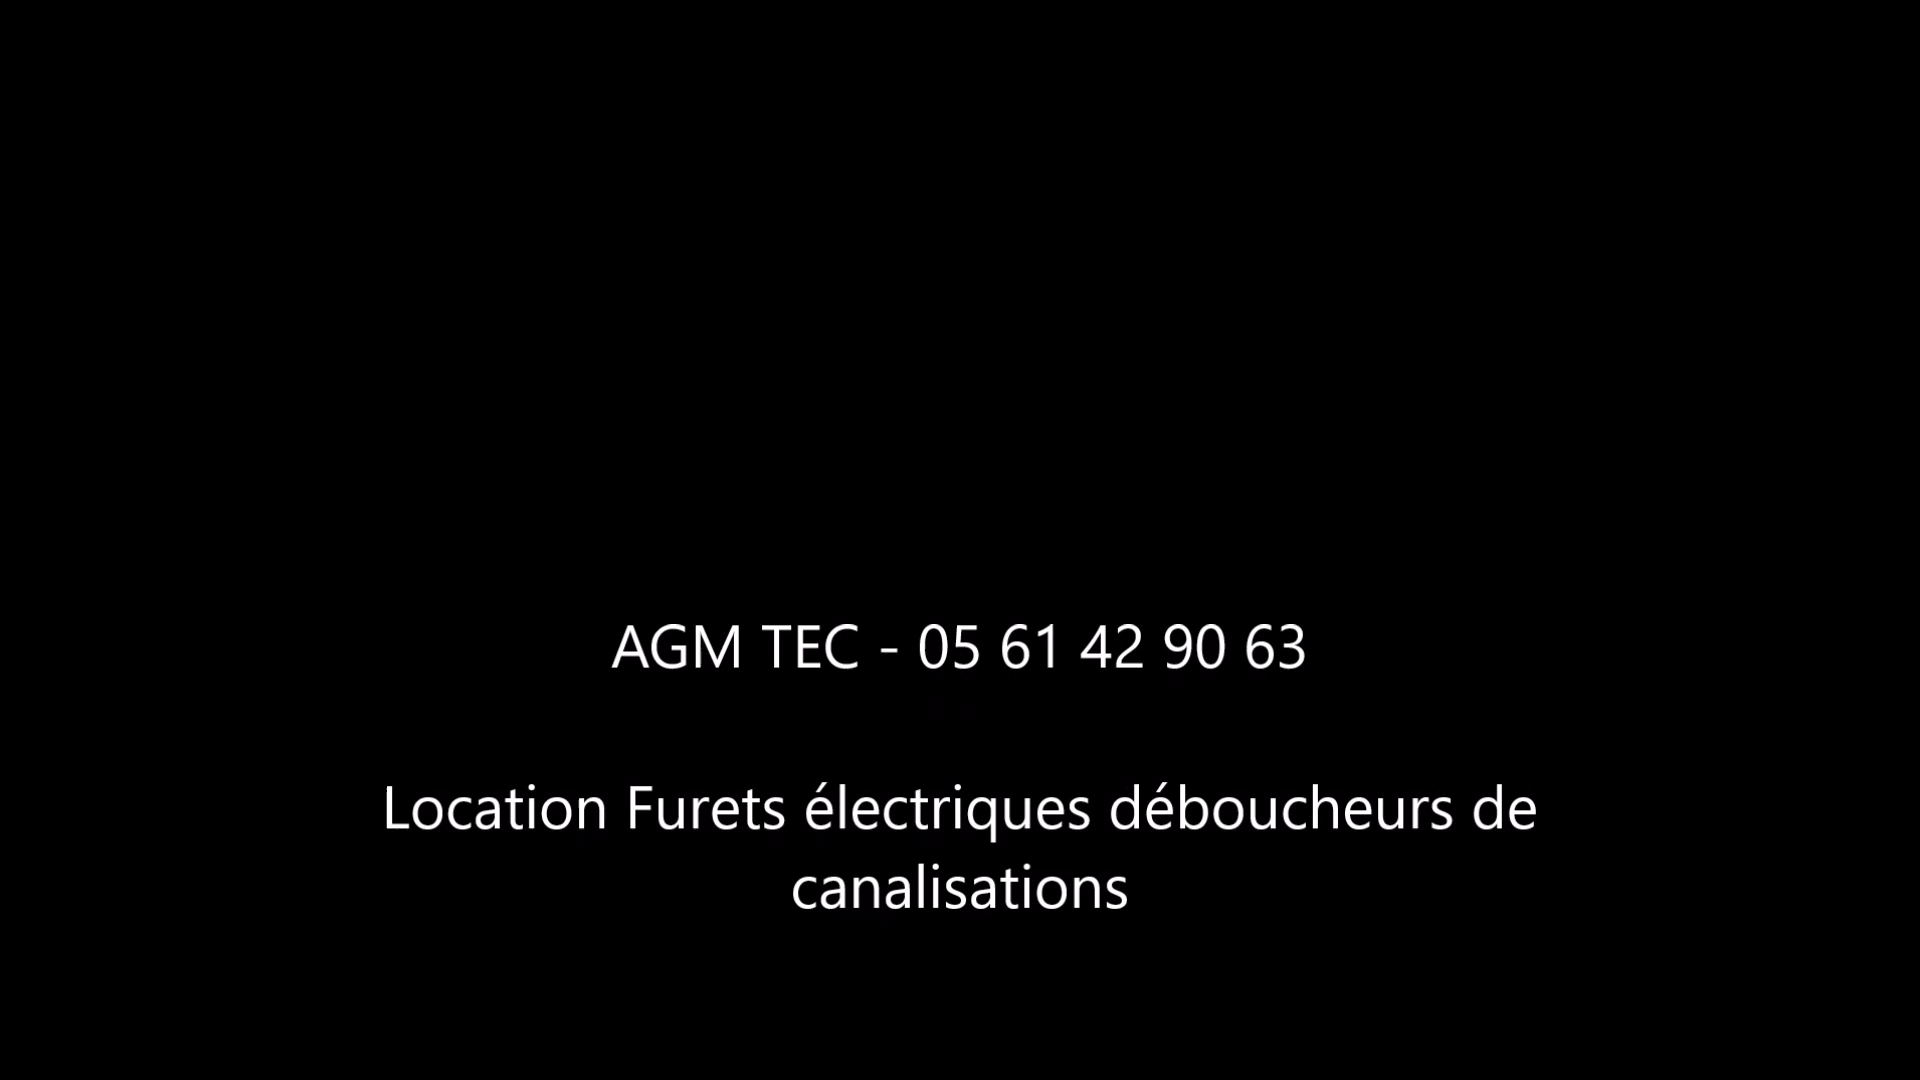 AGM TEC - 05 61 42 90 63
Location Furets électriques déboucheurs de
canalisations